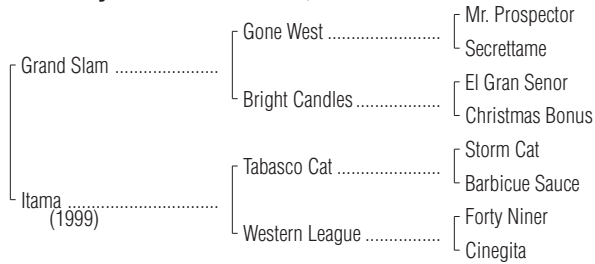 Mr. Prospector
Gone West ....................
Secrettame
Grand Slam ....................
El Gran Senor
Bright Candles ................
Christmas Bonus
Storm Cat
Tabasco Cat ..................
Barbicue Sauce
Itama ............................
(1999)
Forty Niner
Western League .............
Cinegita